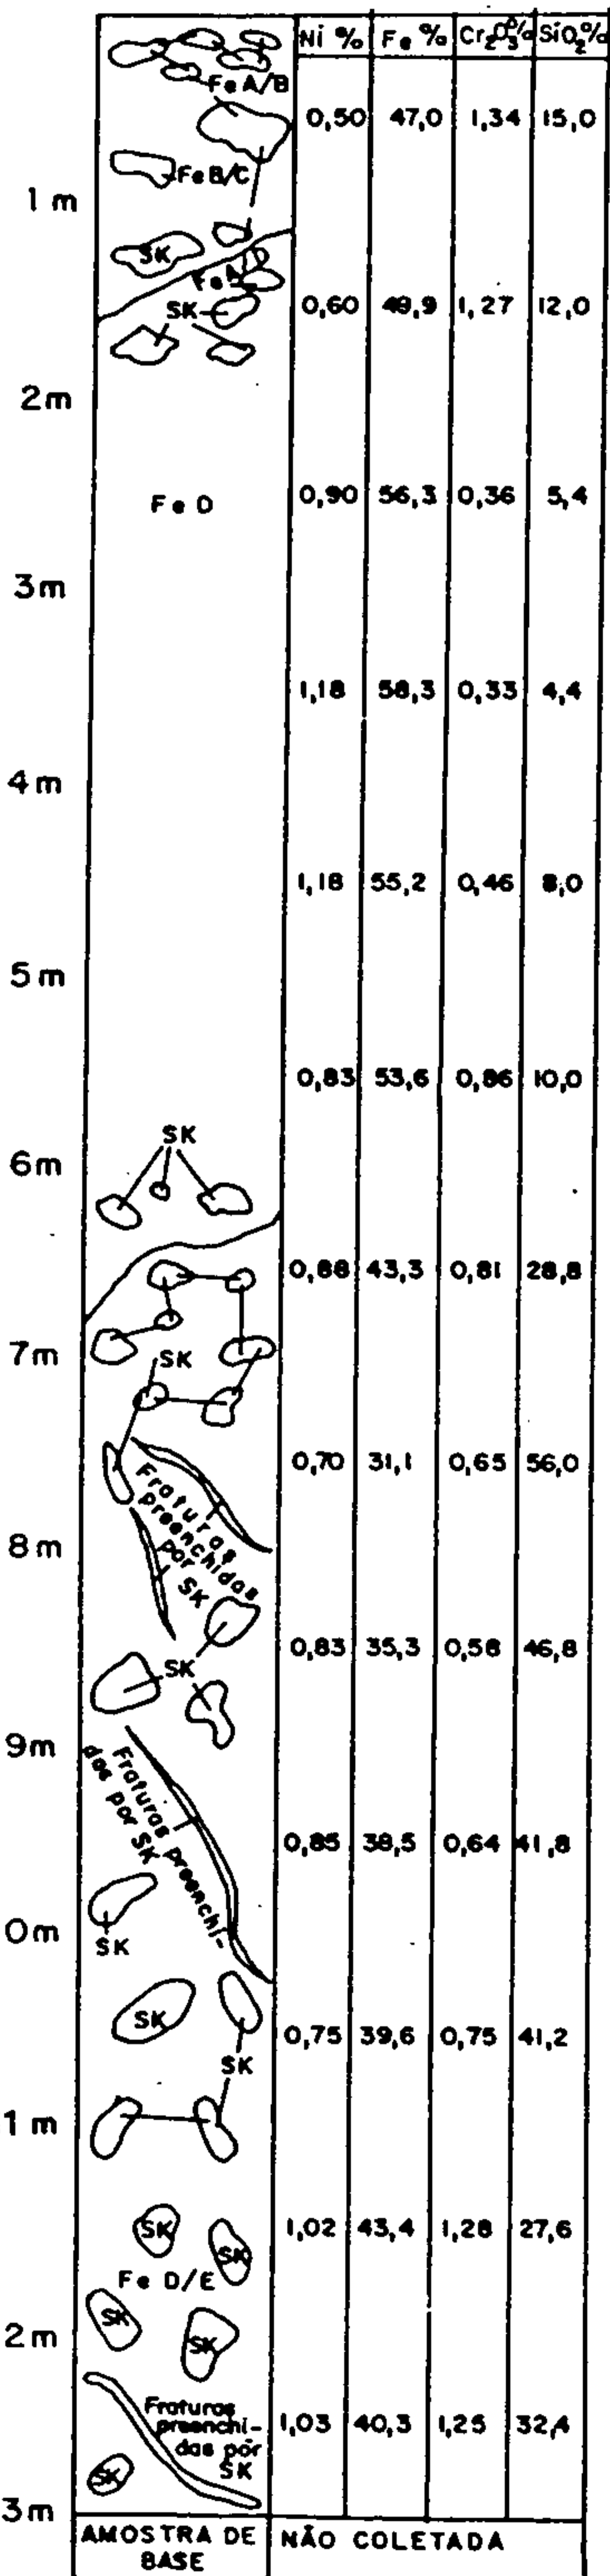 Ni % Fe % Cr₂O₃% SiO₂%
Fe A/B
0,50 47,0 1,34 15,0
Fe B/C
1 m
SK
Fe A
SK
0,60 49,9 1,27 12,0
2m
Fe D
0,90 56,3 0,36 5,4
3m
1,18 58,3 0,33 4,4
4m
1,18 55,2 0,46 8,0
5m
0,83 53,6 0,86 10,0
SK
6m
0,88 43,3 0,81 28,8
7m
SK
0,70 31,1 0,65 56,0
Fraturas
preenchidas
por
SK
8m
0,83 35,3 0,58 46,8
SK
9m
Fraturas preenchi-
das por SK
0,85 38,5 0,64 41,8
0m
SK
SK
0,75 39,6 0,75 41,2
SK
1 m
SK
1,02 43,4 1,28 27,6
SK
Fe D/E
SK
2m
SK
Fraturas
preenchi-
das por
SK
1,03 40,3 1,25 32,4
SK
3m
AMOSTRA DE BASE NÃO COLETADA